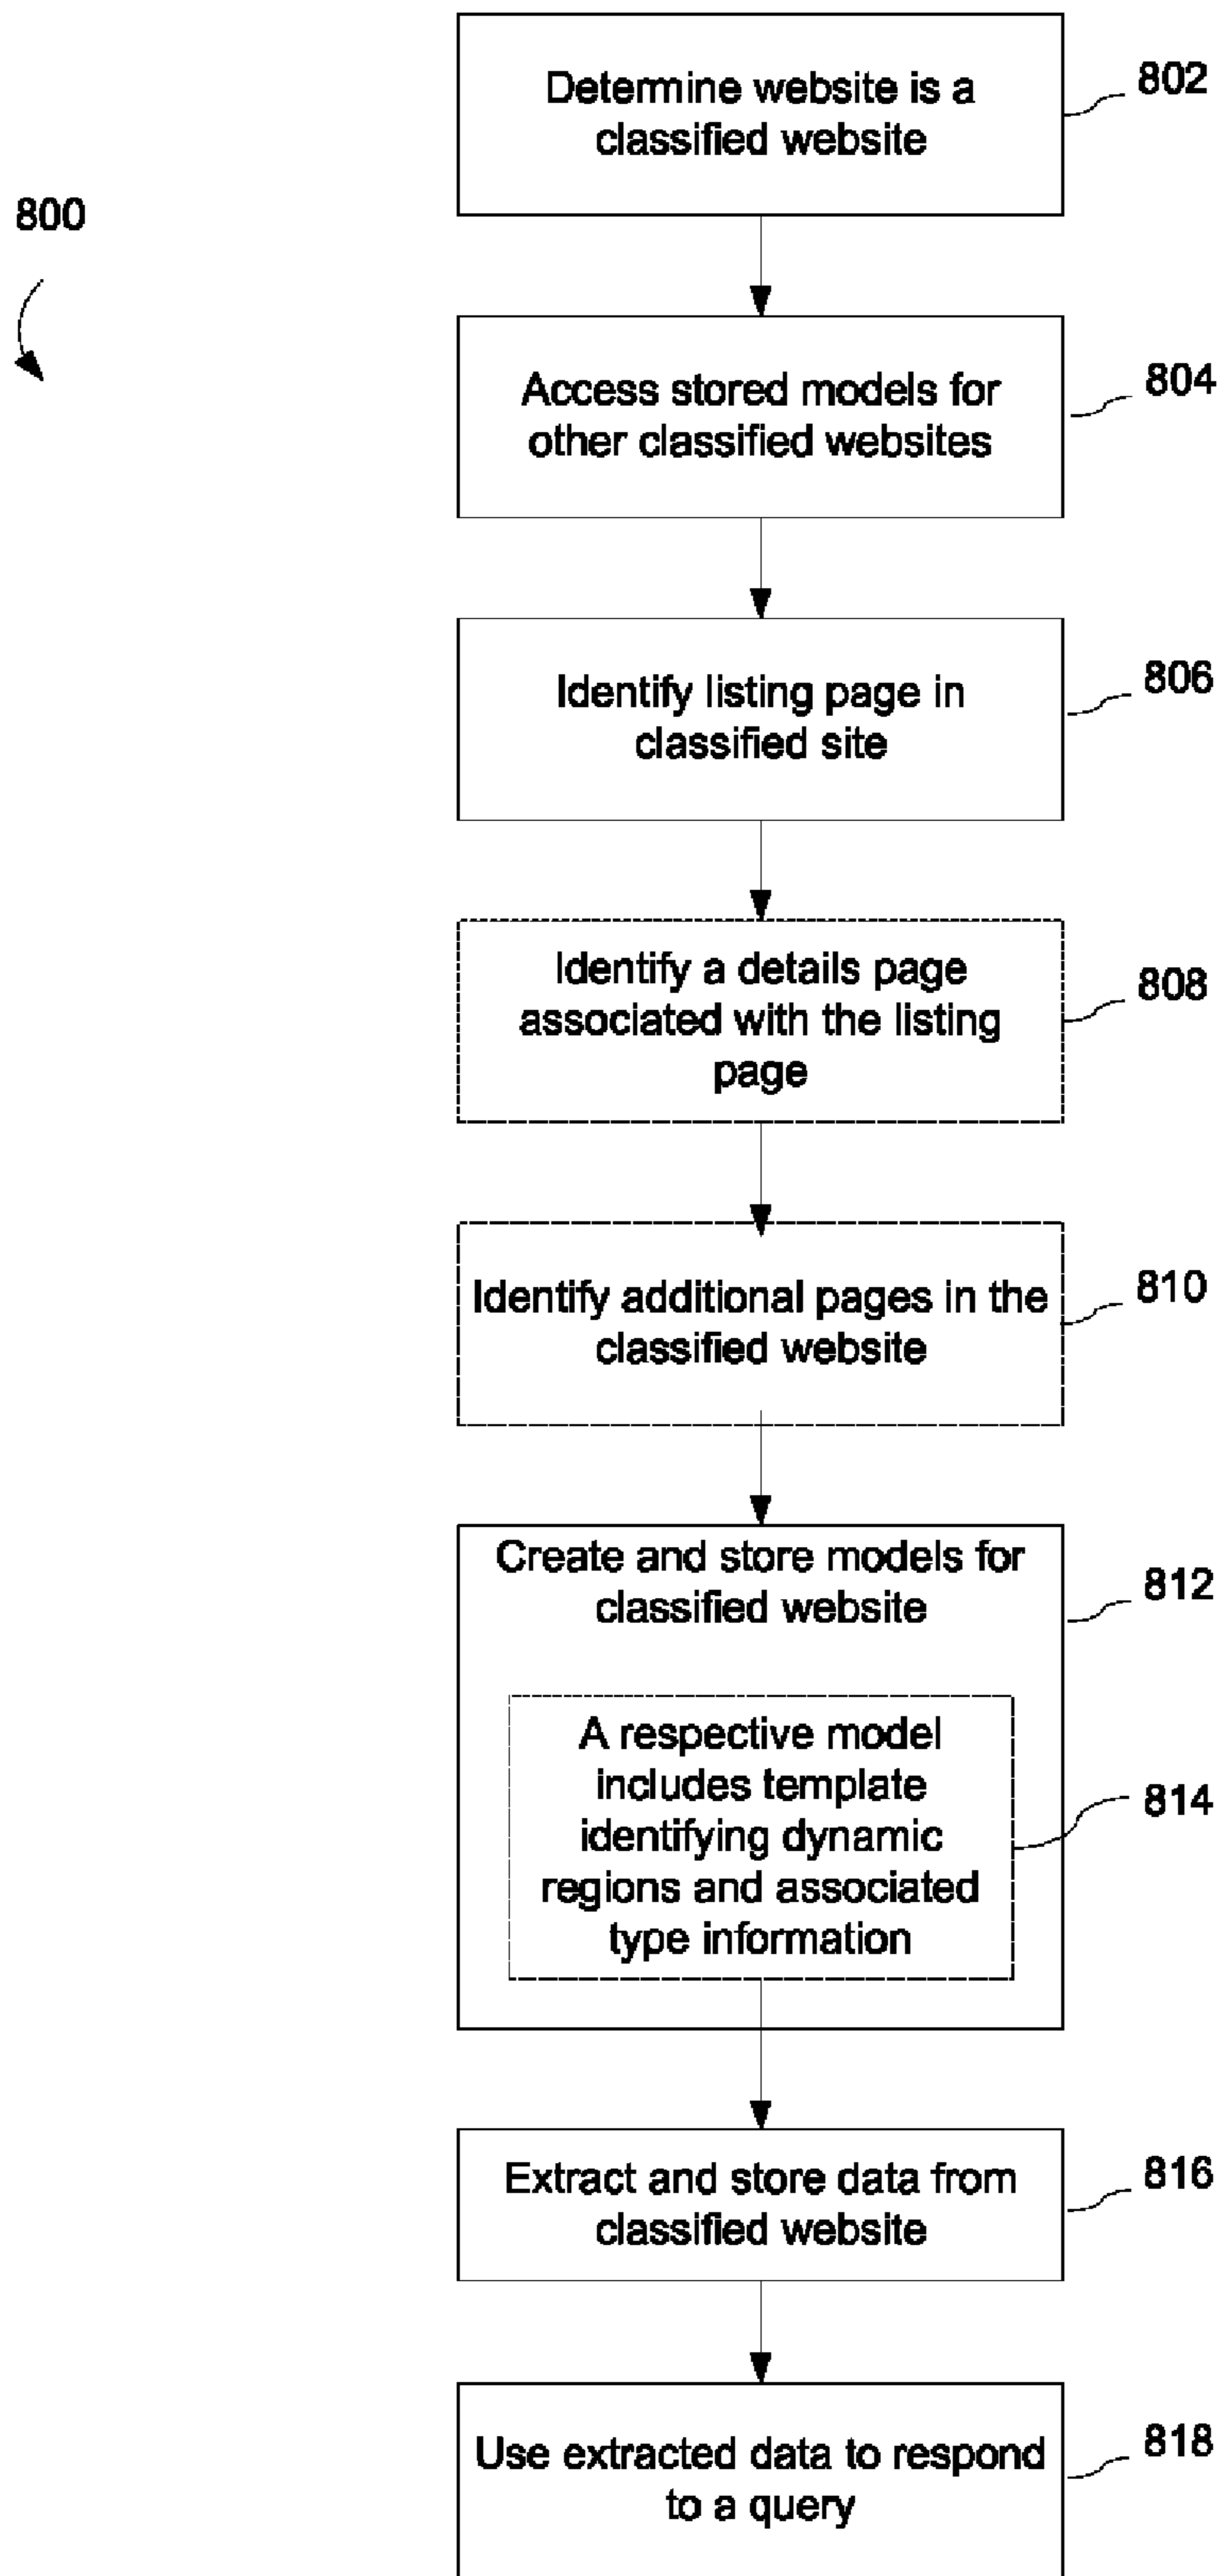 Determine website is a
classified website
802
800
Access stored models for
other classified websites
804
Identify listing page in
classified site
806
Identify a details page
associated with the listing
page
808
Identify additional pages in the
classified website
810
Create and store models for
classified website
812
A respective model
includes template
identifying dynamic
regions and associated
type information
814
Extract and store data from
classified website
816
Use extracted data to respond
to a query
818